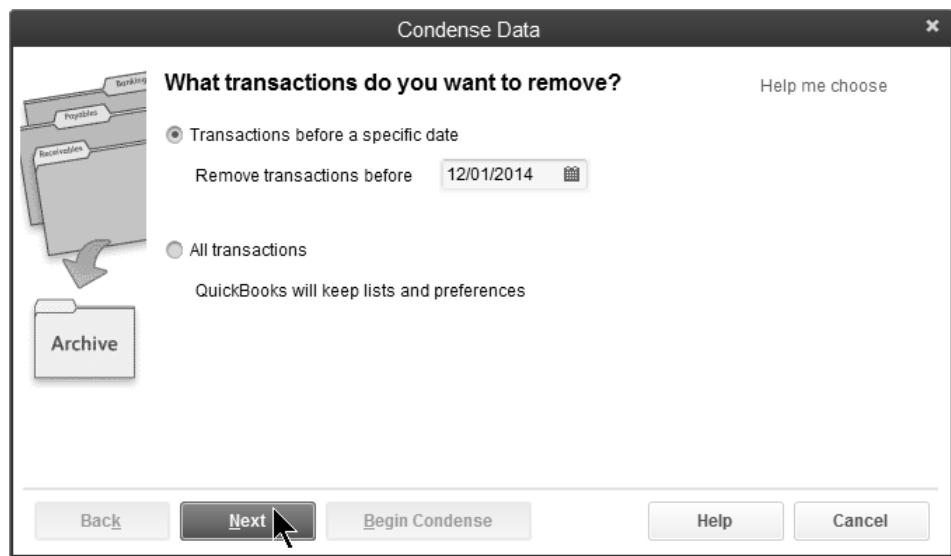 Condense Data
Banking
Payables
Receivables
Archive
What transactions do you want to remove?
Help me choose
Transactions before a specific date
Remove transactions before 12/01/2014
All transactions
QuickBooks will keep lists and preferences
Back Next Begin Condense Help Cancel